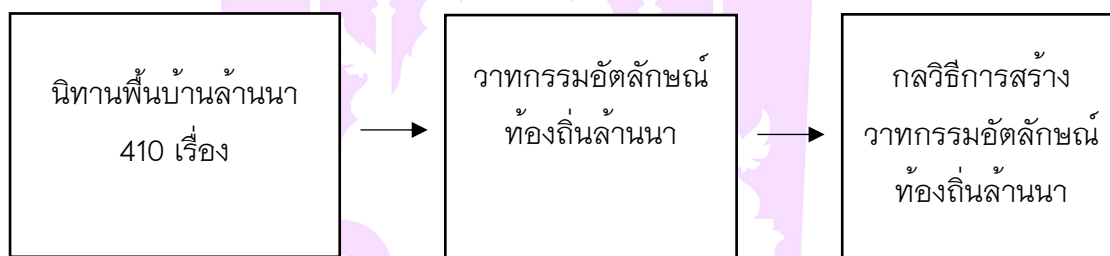 นิทานพื้นบ้านล้านนา
410 เรื่อง
วาทกรรมอัตลักษณ์
ท้องถิ่นล้านนา
กลวิธีการสร้าง
วาทกรรมอัตลักษณ์
ท้องถิ่นล้านนา